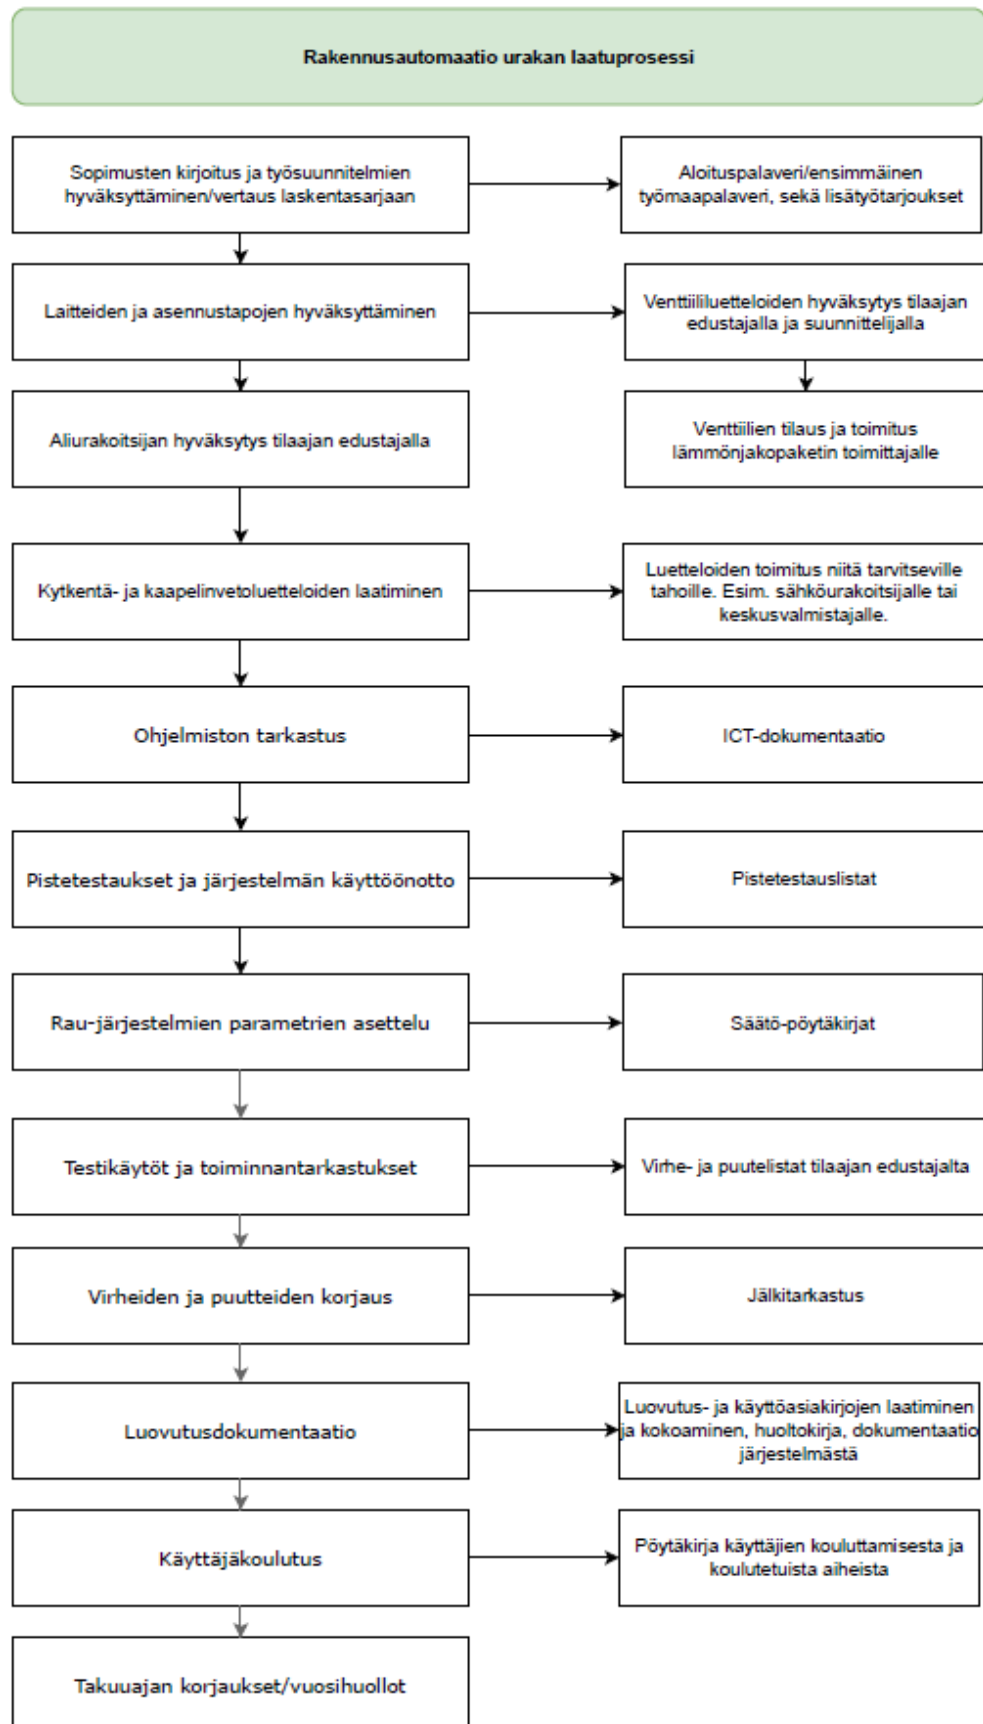 Rakennusautomaatio urakan laatuprosessi
Sopimusten kirjoitus ja työsuunnitelmien
hyväksyttäminen/vertaus laskentasarjaan
Aloituspalaveri/ensimmäinen
työmaapalaveri, sekä lisätyötarjoukset
Laitteiden ja asennustapojen hyväksyttäminen
Venttiililuetteloiden hyväksytys tilaajan
edustajalla ja suunnittelijalla
Aliurakoitsijan hyväksytys tilaajan edustajalla
Venttiilien tilaus ja toimitus
lämmönjakopaketin toimittajalle
Kytkentä- ja kaapelinvetoluetteloiden laatiminen
Luetteloiden toimitus niitä tarvitseville
tahoille. Esim. sähköurakoitsijalle tai
keskusvalmistajalle.
Ohjelmiston tarkastus
ICT-dokumentaatio
Pistetestaukset ja järjestelmän käyttöönotto
Pistetestauslistat
Rau-järjestelmien parametrien asettelu
Säätö-pöytäkirjat
Testikäytöt ja toiminnantarkastukset
Virhe- ja puutelistat tilaajan edustajalta
Virheiden ja puutteiden korjaus
Jälkitarkastus
Luovutusdokumentaatio
Luovutus- ja käyttöasiakirjojen laatiminen
ja kokoaminen, huoltokirja, dokumentaatio
järjestelmästä
Käyttäjäkoulutus
Pöytäkirja käyttäjien kouluttamisesta ja
koulutetuista aiheista
Takuuajan korjaukset/vuosihuollot